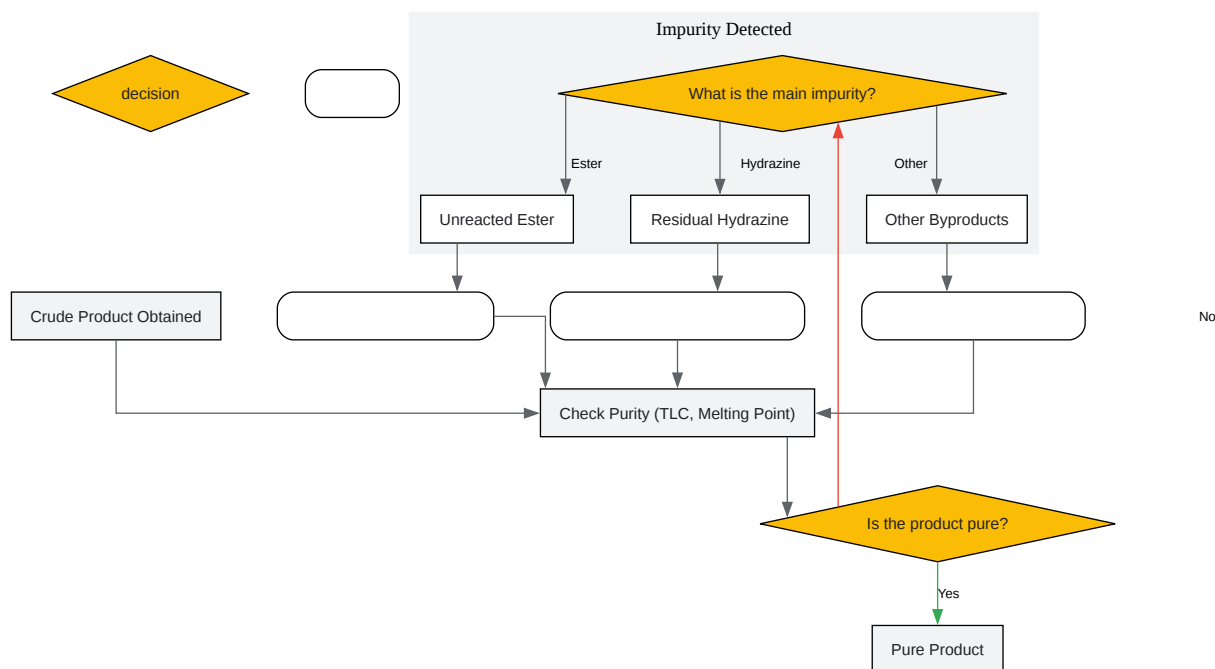 Impurity Detected
decision
What is the main impurity?
Ester
Hydrazine
Other
Unreacted Ester
Residual Hydrazine
Other Byproducts
Crude Product Obtained
No
Check Purity (TLC, Melting Point)
Is the product pure?
Yes
Pure Product